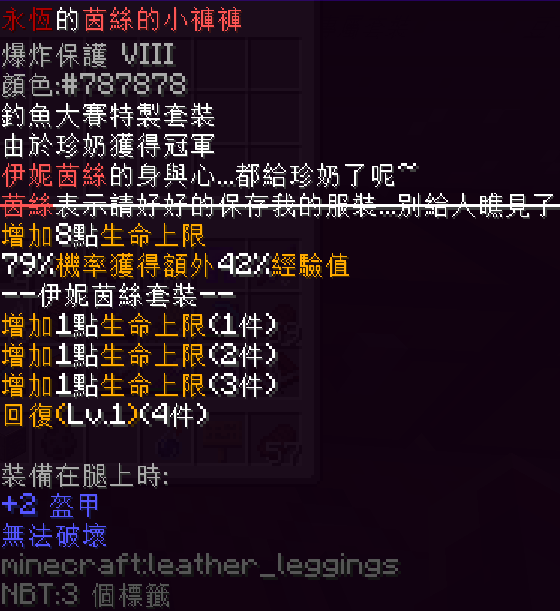 永恆的茵絲的小褲褲
爆炸保護 VIII
顏色:#787878
釣魚大賽特製套裝
由於珍奶獲得冠軍
伊妮茵絲的身與心...都給珍奶了呢~
茵絲表示請好好的保存我的服裝...別給人瞧見了
增加8點生命上限
79%機率獲得額外42%經驗值
--伊妮茵絲套裝--
增加1點生命上限(1件)
增加1點生命上限(2件)
增加1點生命上限(3件)
回復(Lv.1)(4件)
57
裝備在腿上時:
+2 盔甲
無法破壞
minecraft:leather_leggings
NBT:3 個標籤